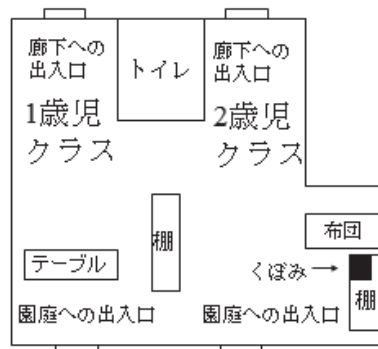 廊下への
出入口
トイレ
廊下への
出入口
1歳児
クラス
2歳児
クラス
棚
布団
テーブル
くぼみ→
棚
園庭への出入口
園庭への出入口